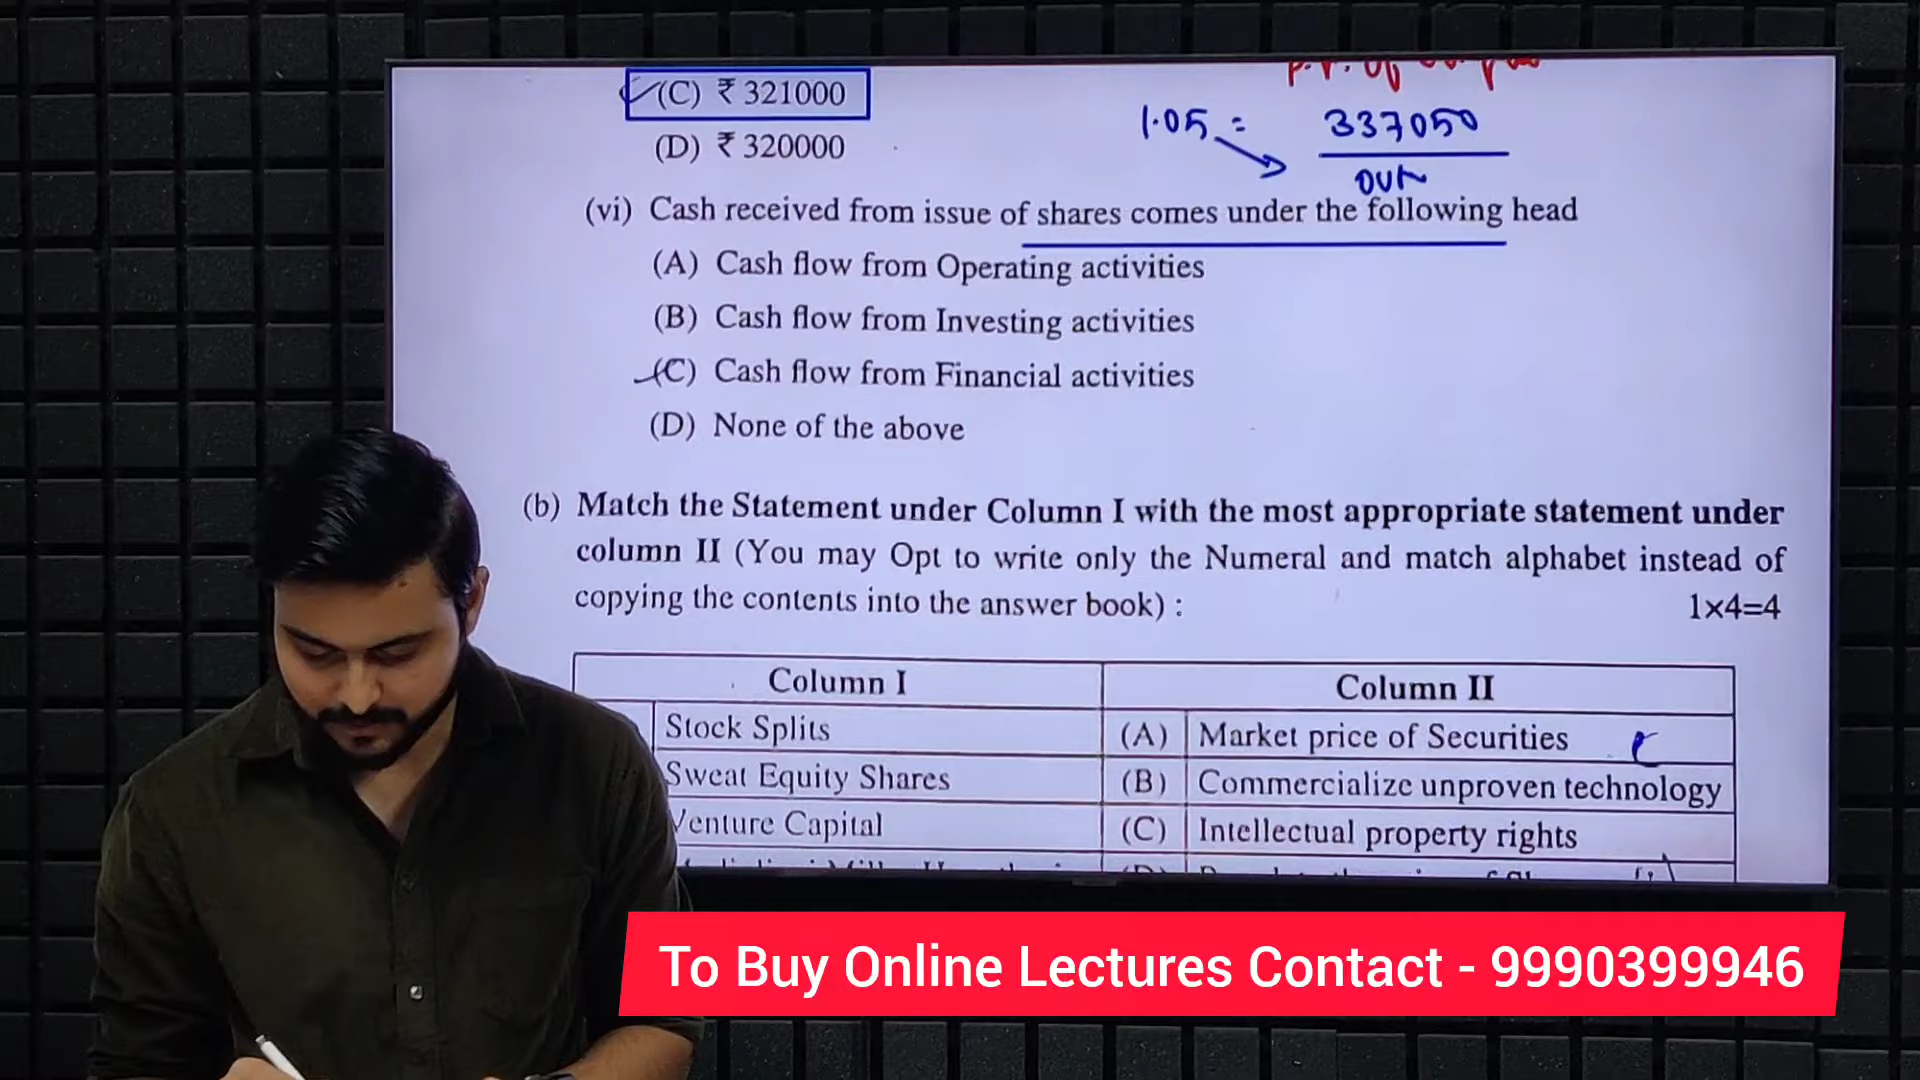 p.v. of
(C) ₹ 321000
1.05 = 337050
out
(D) ₹ 320000
(vi) Cash received from issue of shares comes under the following head
(A) Cash flow from Operating activities
(B) Cash flow from Investing activities
(C) Cash flow from Financial activities
(D) None of the above
(b) Match the Statement under Column I with the most appropriate statement under
column II (You may Opt to write only the Numeral and match alphabet instead of
copying the contents into the answer book) : 1×4=4
Column I Column II
Stock Splits (A) Market price of Securities
Sweat Equity Shares (B) Commercialize unproven technology
Venture Capital (C) Intellectual property rights
To Buy Online Lectures Contact - 9990399946